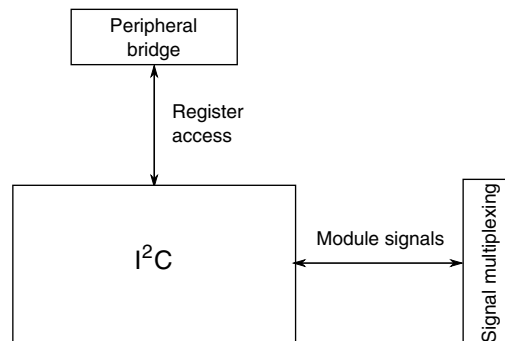 Peripheral
bridge
Register
access
I²C
Module signals
Signal multiplexing